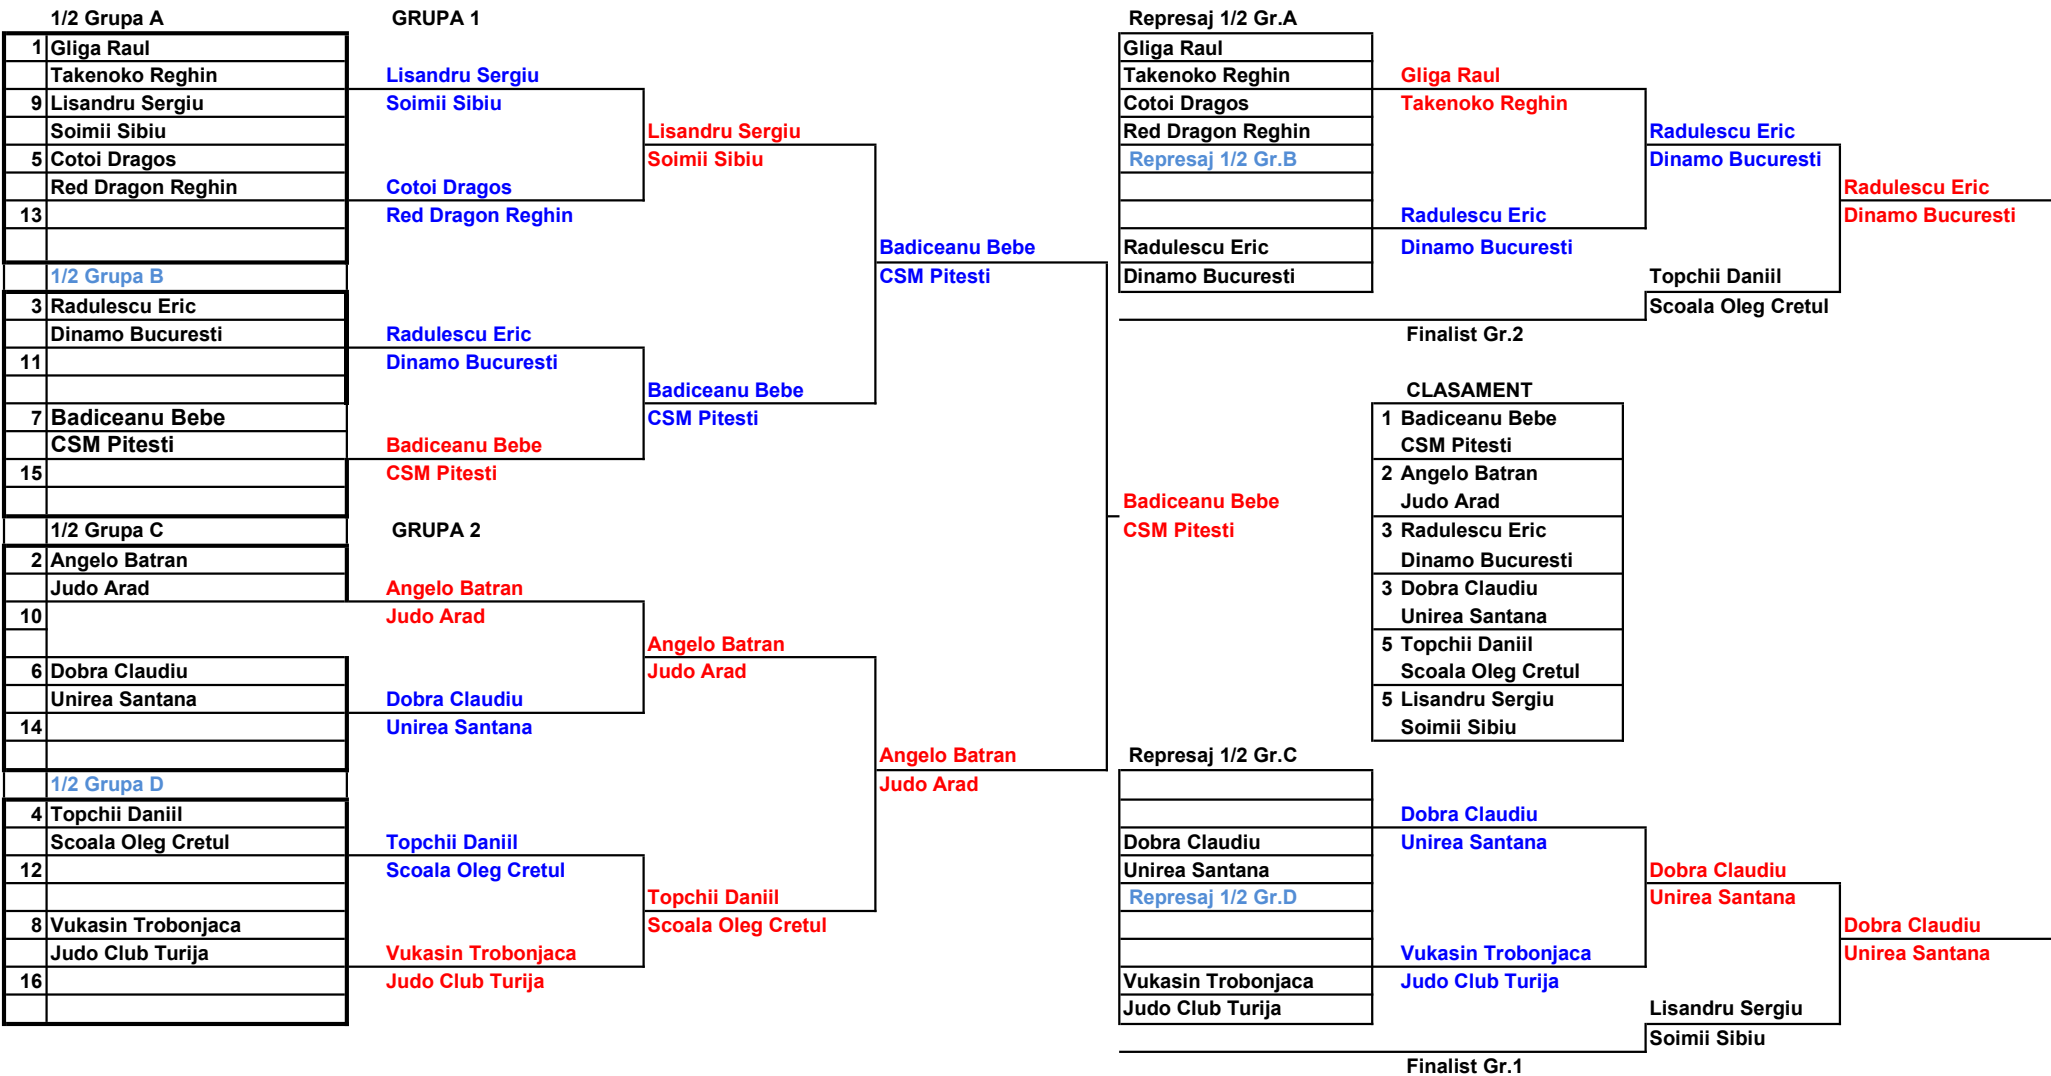 1/2 Grupa A
GRUPA 1
1 Gliga Raul
Takenoko Reghin
9 Lisandru Sergiu
Soimii Sibiu
5 Cotoi Dragos
Red Dragon Reghin
13
1/2 Grupa B
3 Radulescu Eric
Dinamo Bucuresti
11
7 Badiceanu Bebe
CSM Pitesti
15
1/2 Grupa C
GRUPA 2
2 Angelo Batran
Judo Arad
10
6 Dobra Claudiu
Unirea Santana
14
1/2 Grupa D
4 Topchii Daniil
Scoala Oleg Cretul
12
8 Vukasin Trobonjaca
Judo Club Turija
16
Lisandru Sergiu
Soimii Sibiu
Cotoi Dragos
Red Dragon Reghin
Radulescu Eric
Dinamo Bucuresti
Badiceanu Bebe
CSM Pitesti
Angelo Batran
Judo Arad
Dobra Claudiu
Unirea Santana
Topchii Daniil
Scoala Oleg Cretul
Vukasin Trobonjaca
Judo Club Turija
Lisandru Sergiu
Soimii Sibiu
Badiceanu Bebe
CSM Pitesti
Angelo Batran
Judo Arad
Topchii Daniil
Scoala Oleg Cretul
Badiceanu Bebe
CSM Pitesti
Angelo Batran
Judo Arad
Badiceanu Bebe
CSM Pitesti
Represaj 1/2 Gr.A
Gliga Raul
Takenoko Reghin
Cotoi Dragos
Red Dragon Reghin
Represaj 1/2 Gr.B
Radulescu Eric
Dinamo Bucuresti
Gliga Raul
Takenoko Reghin
Radulescu Eric
Dinamo Bucuresti
Radulescu Eric
Dinamo Bucuresti
Topchii Daniil
Scoala Oleg Cretul
Finalist Gr.2
Radulescu Eric
Dinamo Bucuresti
CLASAMENT
1 Badiceanu Bebe
CSM Pitesti
2 Angelo Batran
Judo Arad
3 Radulescu Eric
Dinamo Bucuresti
3 Dobra Claudiu
Unirea Santana
5 Topchii Daniil
Scoala Oleg Cretul
5 Lisandru Sergiu
Soimii Sibiu
Represaj 1/2 Gr.C
Dobra Claudiu
Unirea Santana
Represaj 1/2 Gr.D
Vukasin Trobonjaca
Judo Club Turija
Dobra Claudiu
Unirea Santana
Vukasin Trobonjaca
Judo Club Turija
Dobra Claudiu
Unirea Santana
Lisandru Sergiu
Soimii Sibiu
Finalist Gr.1
Dobra Claudiu
Unirea Santana